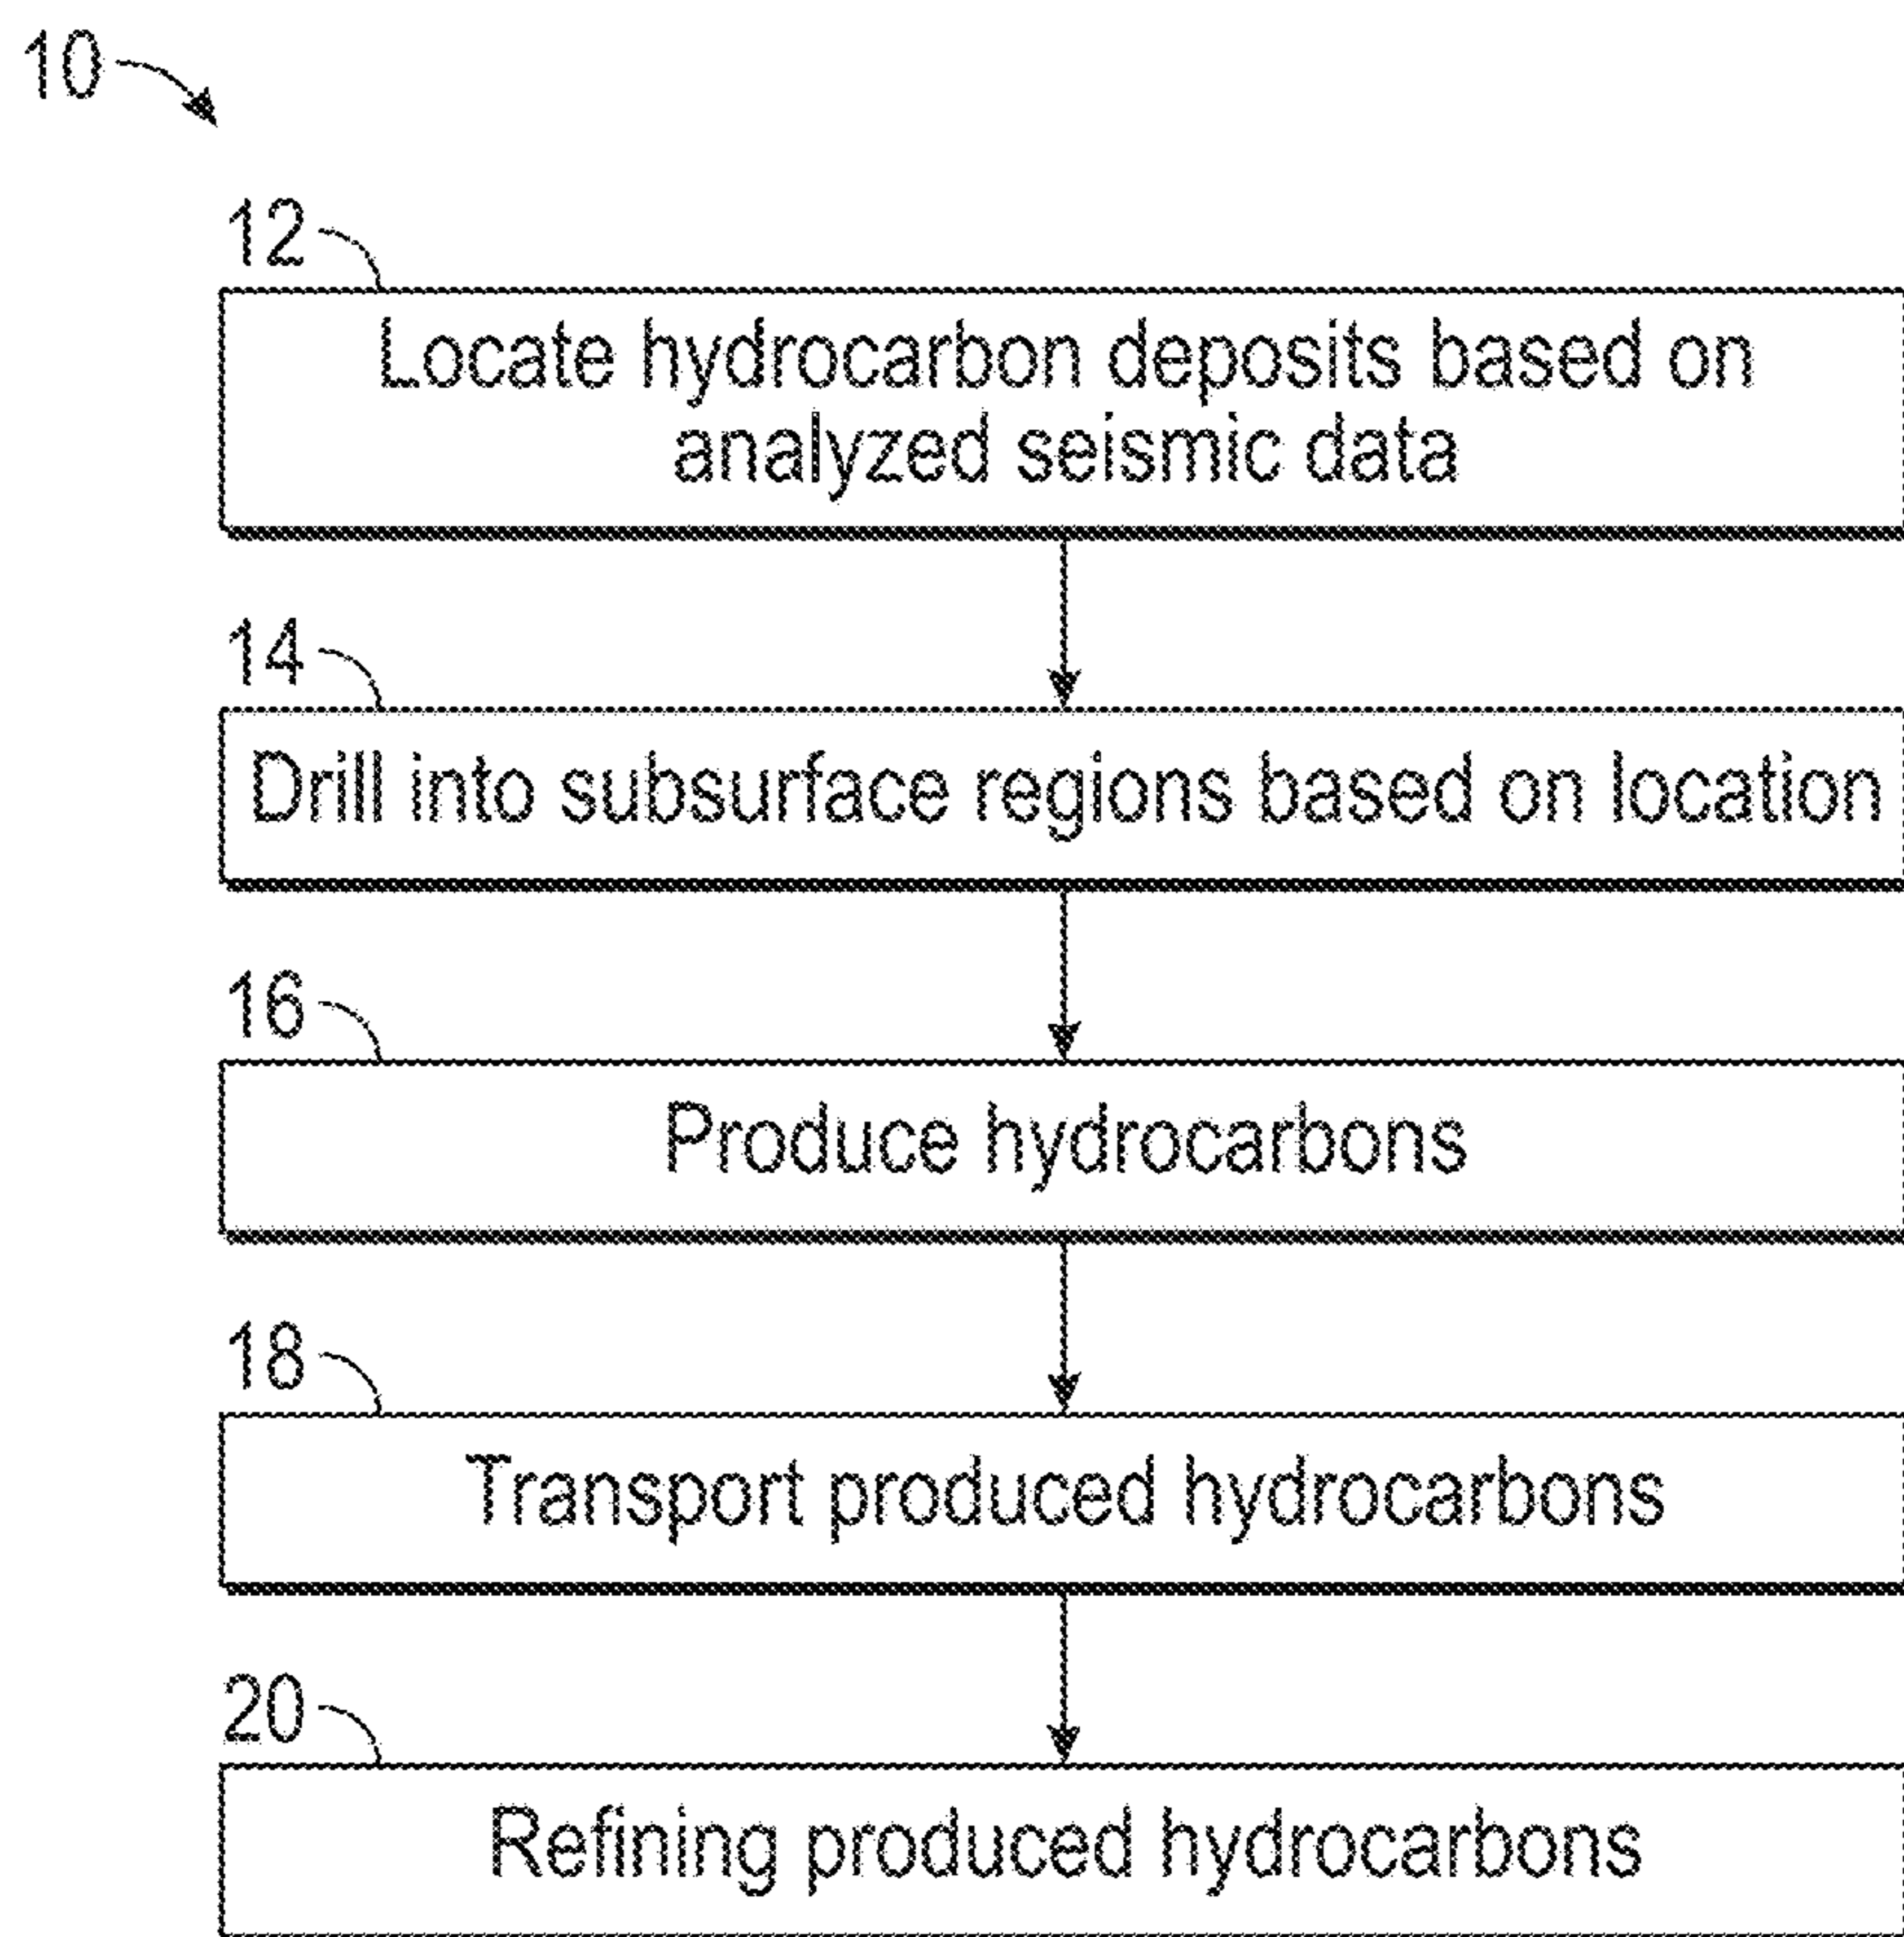 10
12
Locate hydrocarbon deposits based on
analyzed seismic data
14
Drill into subsurface regions based on location
16
Produce hydrocarbons
18
Transport produced hydrocarbons
20
Refining produced hydrocarbons